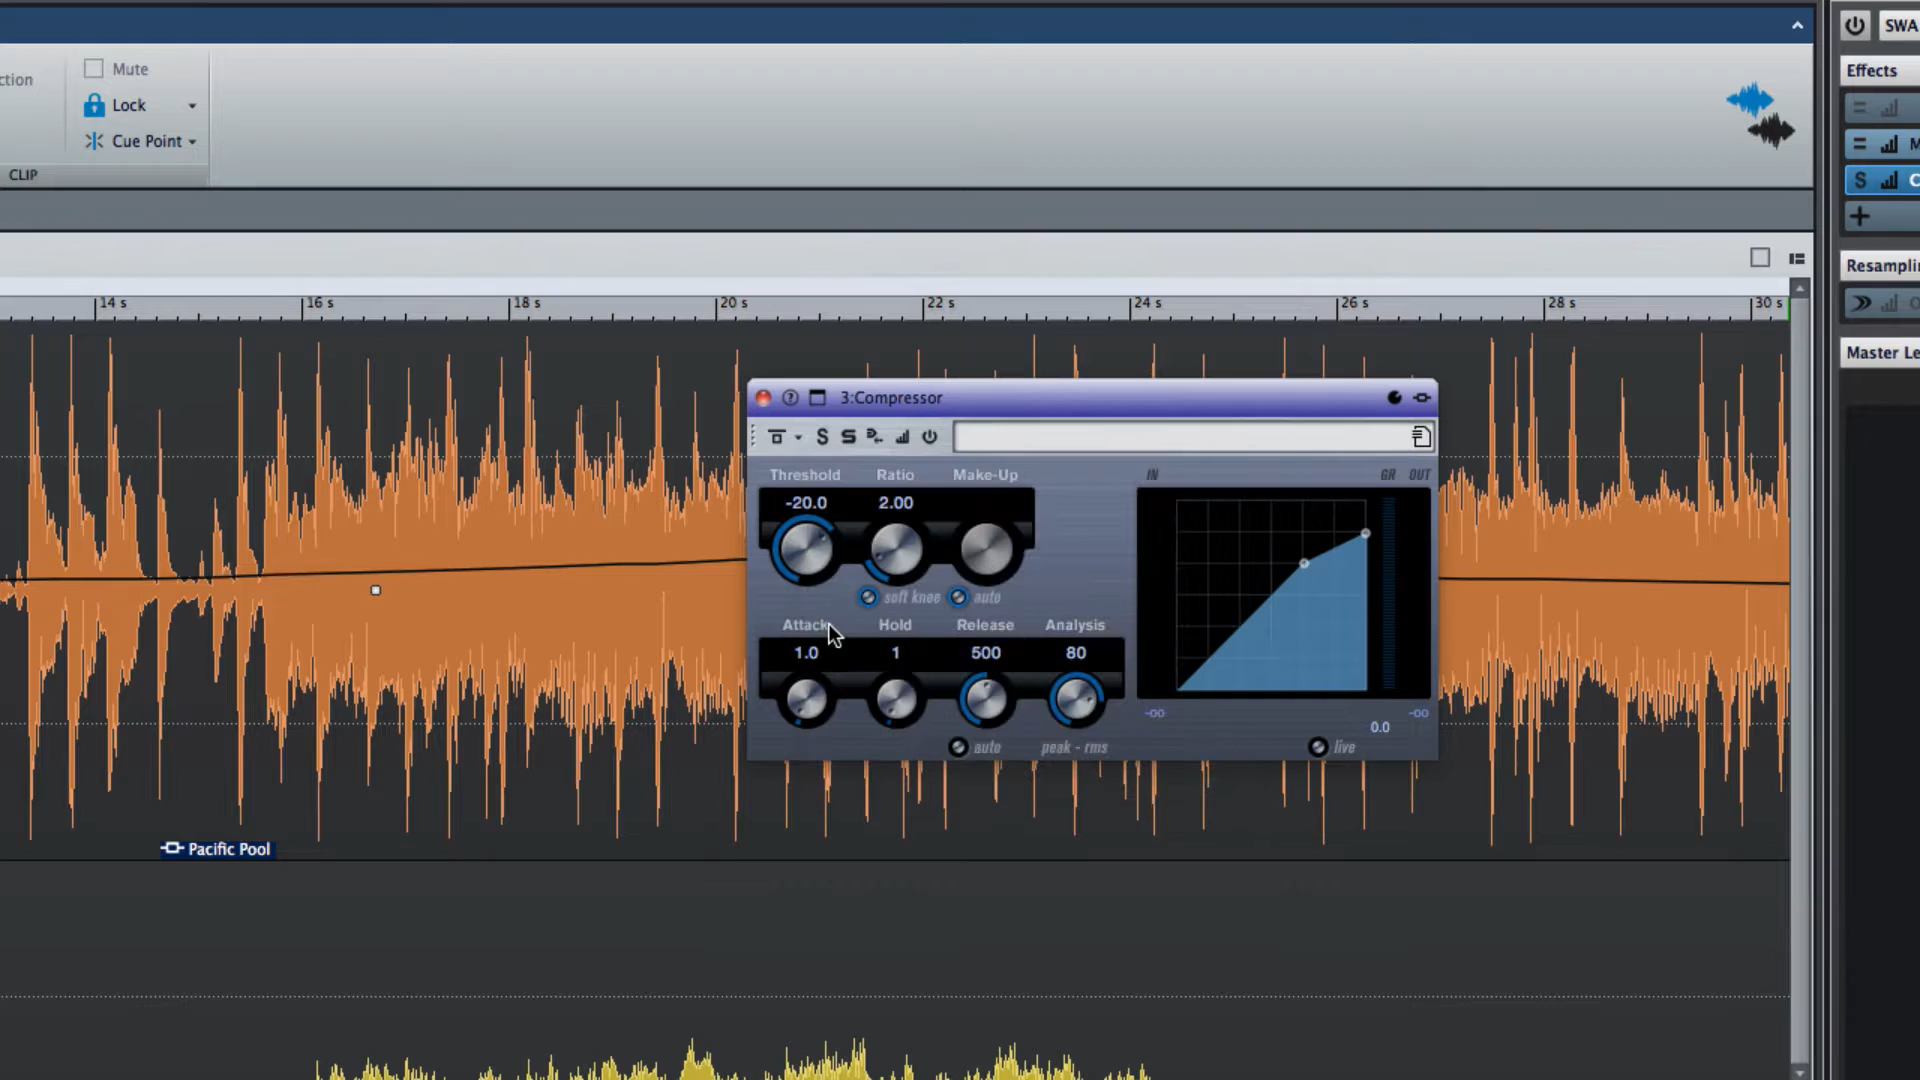 SWA
ction
Mute
Lock
Cue Point
CLIP
Effects
M
S
C
Resamplin
Master Le
14 s
16 s
18 s
20 s
22 s
24 s
26 s
28 s
30 s
3:Compressor
Threshold
Ratio
Make-Up
IN
GR
OUT
-20.0
2.00
soft knee
auto
Attack
Hold
Release
Analysis
1.0
1
500
80
-oo
-oo
0.0
auto
peak - rms
live
Pacific Pool